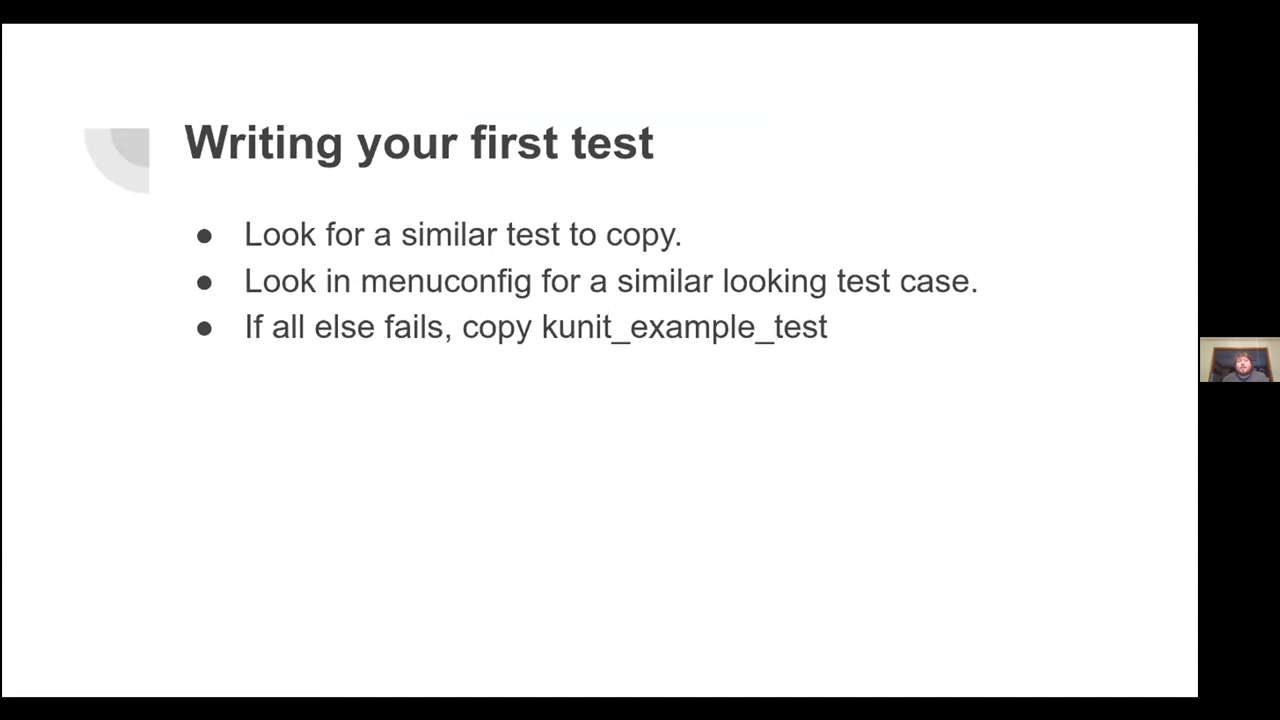 Writing your first test
● Look for a similar test to copy.
● Look in menuconfig for a similar looking test case.
● If all else fails, copy kunit_example_test